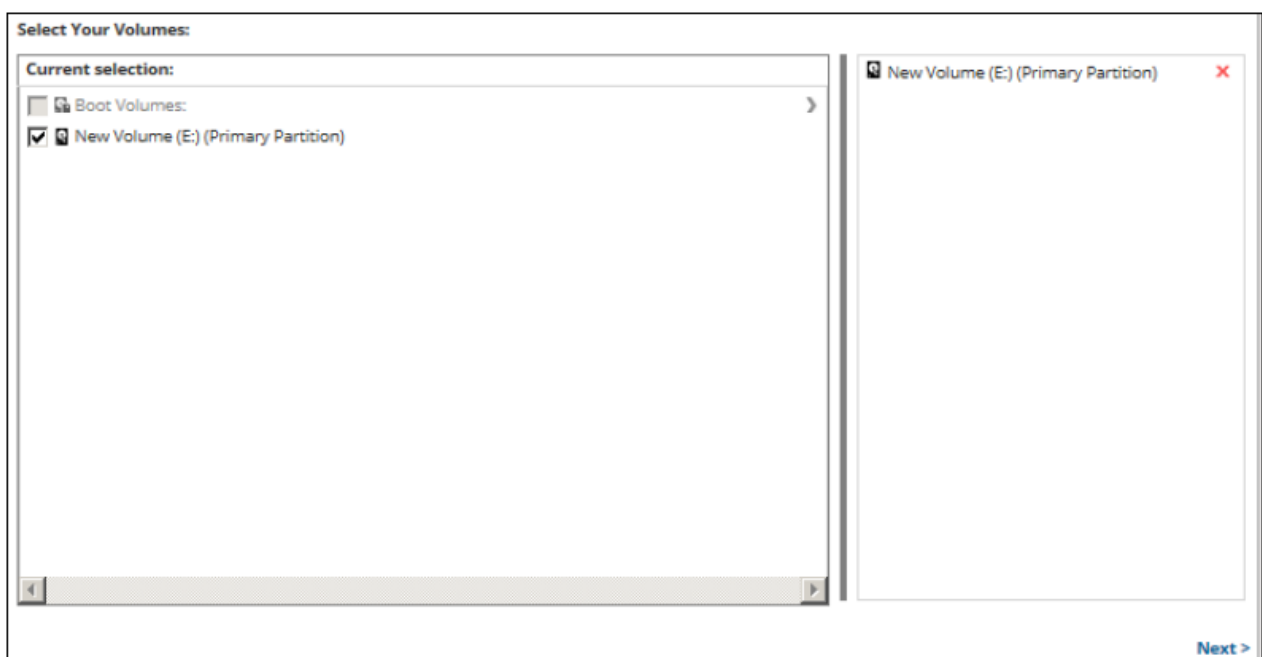 Select Your Volumes:
Current selection:
Boot Volumes:
New Volume (E:) (Primary Partition)
New Volume (E:) (Primary Partition)
Next >